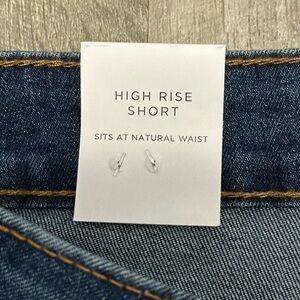 HIGH RISE
SHORT
SITS AT NATURAL WAIST